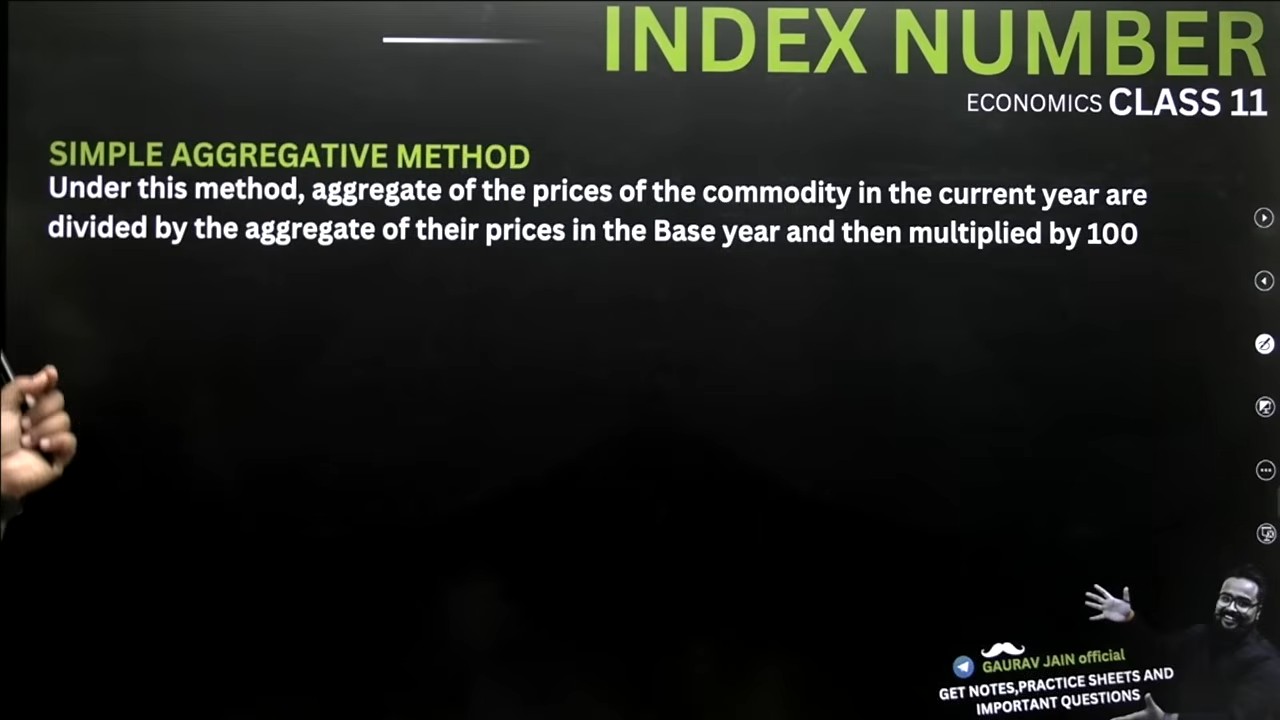 INDEX NUMBER
ECONOMICS CLASS 11
SIMPLE AGGREGATIVE METHOD
Under this method, aggregate of the prices of the commodity in the current year are
divided by the aggregate of their prices in the Base year and then multiplied by 100
GAURAV JAIN official
GET NOTES,PRACTICE SHEETS AND
IMPORTANT QUESTIONS